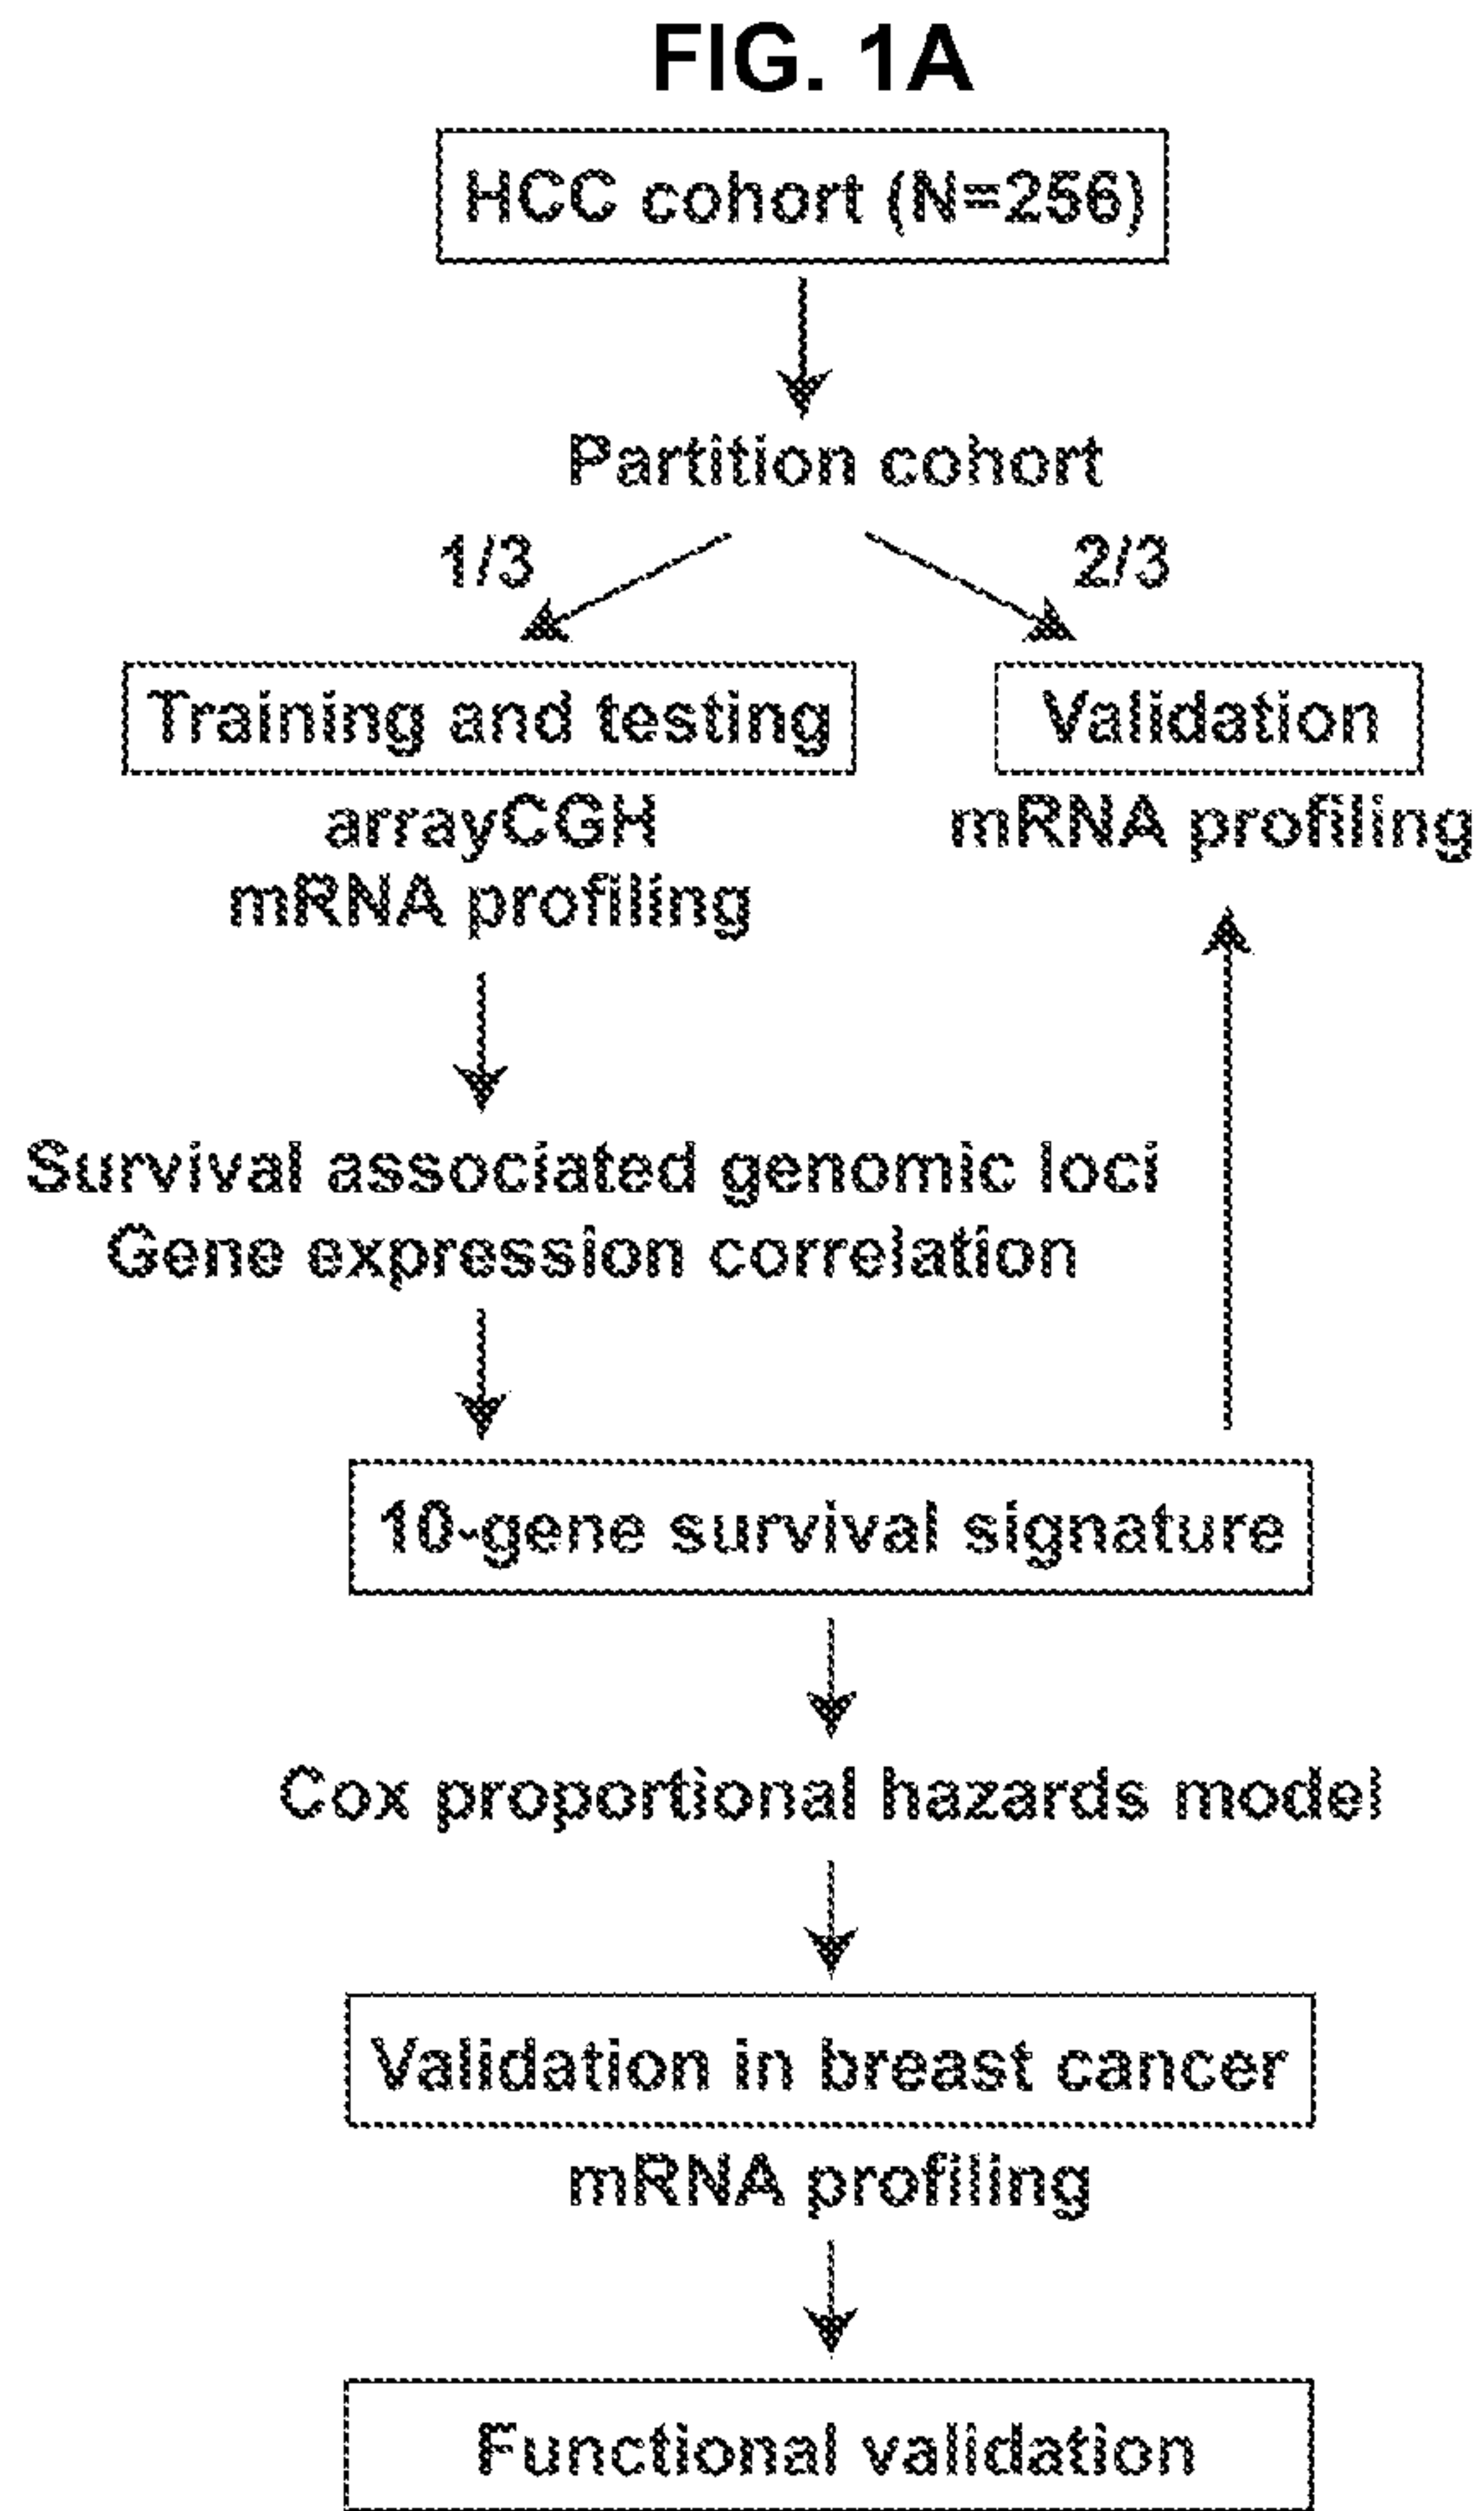 FIG. 1A
HCC cohort (N=256)
Partition cohort
1/3
2/3
Training and testing
Validation
arrayCGH
mRNA profiling
mRNA profiling
Survival associated genomic loci
Gene expression correlation
10-gene survival signature
Cox proportional hazards model
Validation in breast cancer
mRNA profiling
Functional validation